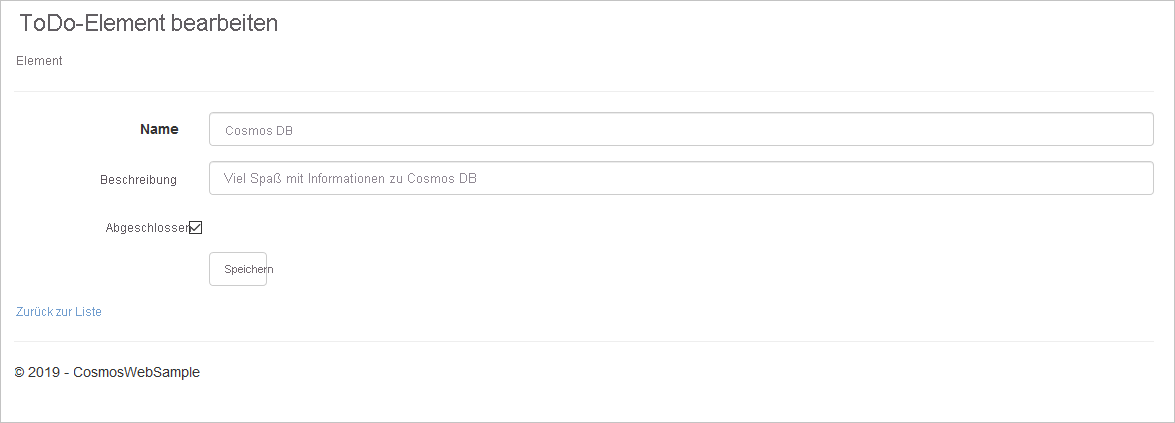 ToDo-Element bearbeiten
Element
Name
Cosmos DB
Beschreibung
Viel Spaß mit Informationen zu Cosmos DB
Abgeschlossen
Speichern
Zurück zur Liste
© 2019 - CosmosWebSample